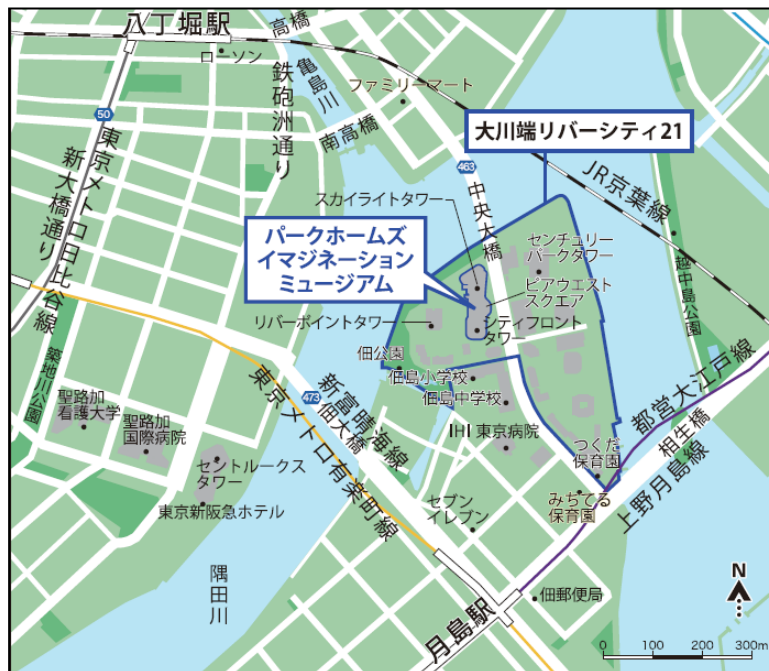 八丁堀駅
ローソン
高橋
亀島川
鉄砲洲通り
ファミリーマート
南高橋
50
東京メトロ日比谷線
新大橋通り
大川端リバーシティ21
463
中央大橋
JR京葉線
スカイライトタワー
パークホームズ
イマジネーション
ミュージアム
センチュリー
パークタワー
ピアウエスト
スクエア
リバーポイントタワー
シティフロント
タワー
越中島公園
佃公園
佃島小学校
佃島中学校
築地川公園
聖路加
看護大学
聖路加
国際病院
473
新富晴海線
佃大橋
東京メトロ有楽町線
IHI 東京病院
つくだ
保育園
都営大江戸線
相生橋
上野月島線
セントルークス
タワー
東京新阪急ホテル
セブン
イレブン
みちてる
保育園
隅田川
月島駅
佃郵便局
N
0 100 200 300m